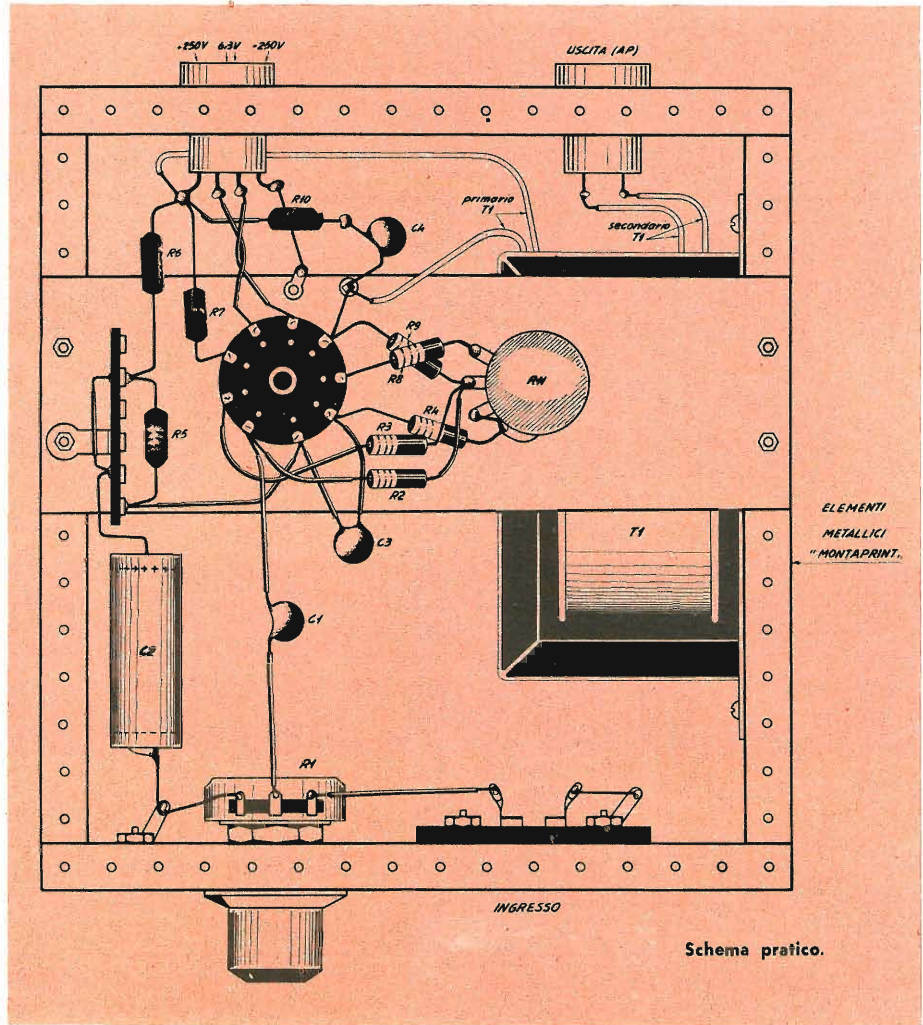 +250V 6.3V -250V
USCITA (AP)
primario
T1
secondario
T1
R10
C4
R6
R7
R9
R8
RN
R5
R4
R3
R2
C3
T1
ELEMENTI
METALLICI
"MONTAPRINT.
C1
C2
R1
INGRESSO
Schema pratico.